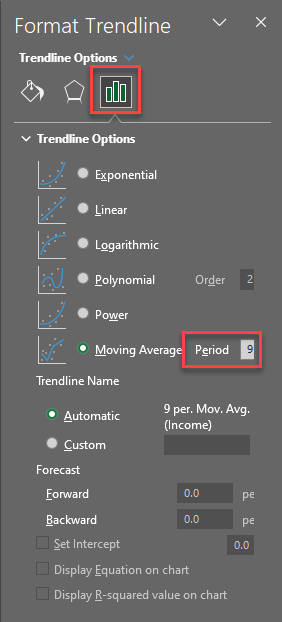 Format Trendline
Trendline Options
Trendline Options
Exponential
Linear
Logarithmic
Polynomial Order 2
Power
Moving Average Period 9
Trendline Name
Automatic 9 per. Mov. Avg.
(Income)
Custom
Forecast
Forward 0.0 pe
Backward 0.0 pe
Set Intercept 0.0
Display Equation on chart
Display R-squared value on chart